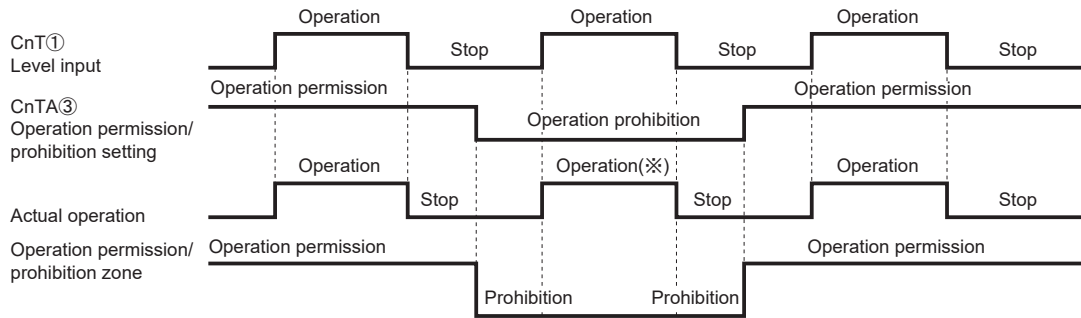 Operation Operation Operation
CnT① Stop Stop Stop
Level input
Operation permission Operation permission
CnTA③
Operation prohibition
Operation permission/
prohibition setting
Operation Operation(※) Operation
Stop Stop Stop
Actual operation
Operation permission/ Operation permission Operation permission
prohibition zone
Prohibition Prohibition